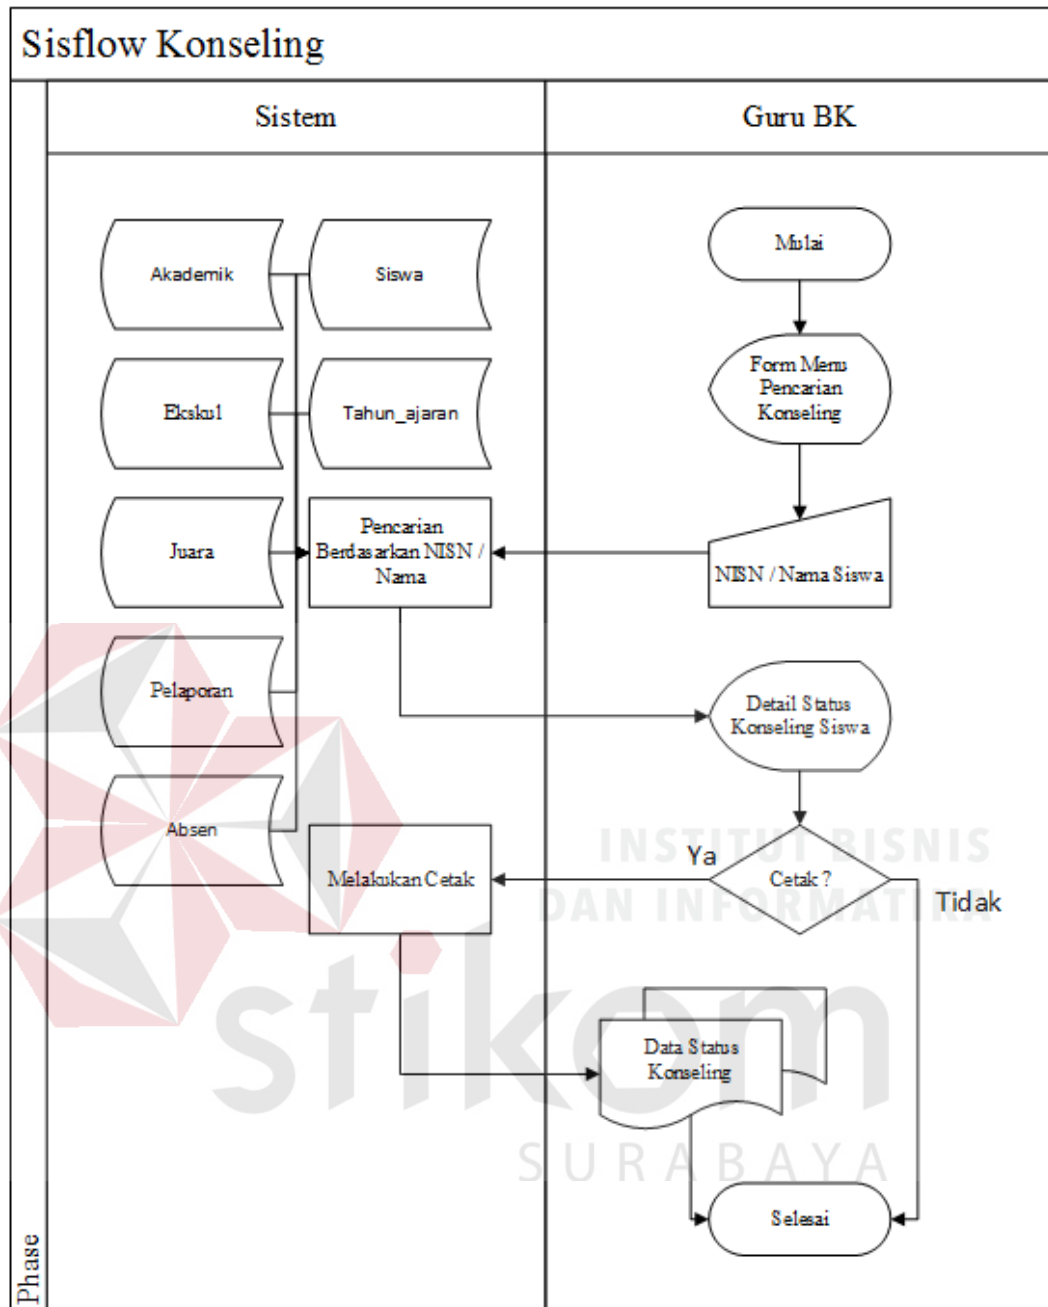 Sisflow Konseling
Sistem
Guru BK
Akademik
Siswa
Mulai
Form Menu
Pencarian
Konseling
Ekskul
Tahun_ajaran
Juara
Pencarian
Berdasarkan NISN /
Nama
NISN / Nama Siswa
Pelaporan
Detail Status
Konseling Siswa
Absen
Melakukan Cetak
Ya
Cetak ?
Tidak
INSTITUT BISNIS
DAN INFORMATIKA
stikom
SURABAYA
Data Status
Konseling
Selesai
Phase